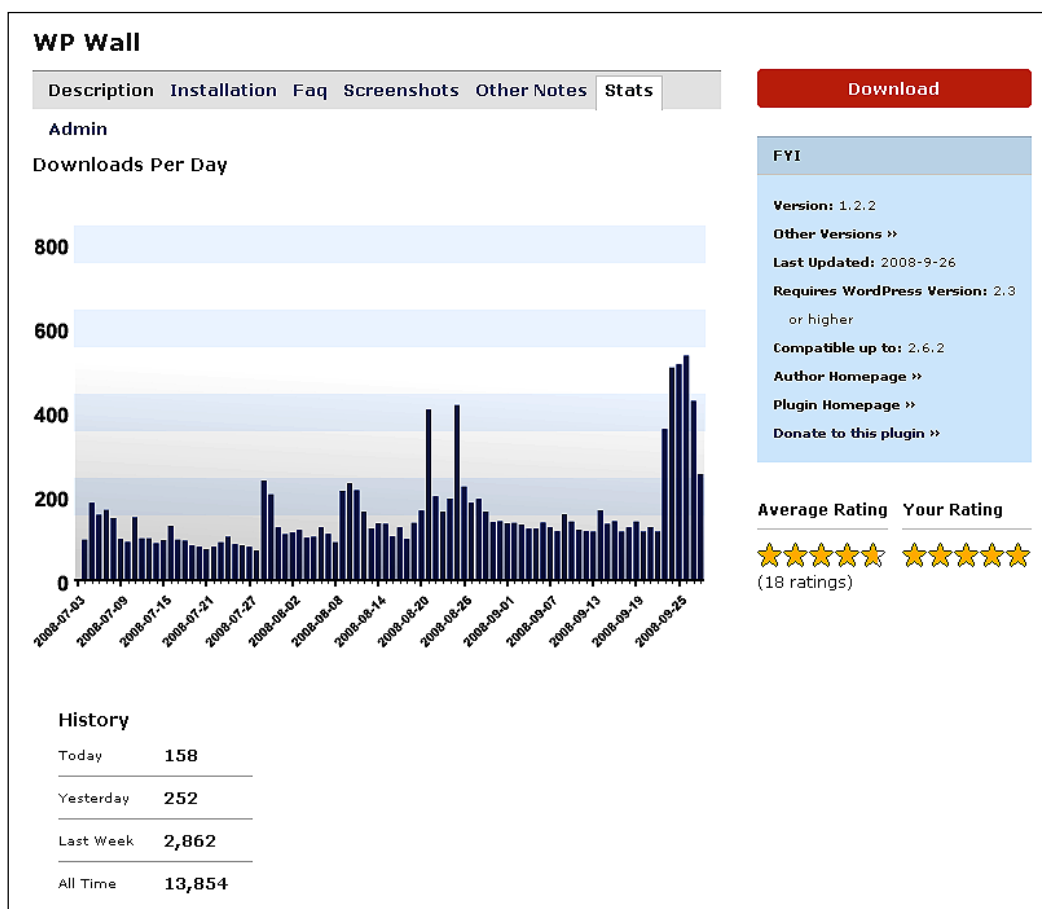 WP Wall
Description Installation Faq Screenshots Other Notes Stats
Admin
Downloads Per Day
800
600
400
200
0
2008-07-03
2008-07-09
2008-07-15
2008-07-21
2008-07-27
2008-08-02
2008-08-08
2008-08-14
2008-08-20
2008-08-26
2008-09-01
2008-09-07
2008-09-13
2008-09-19
2008-09-25
History
Today 158
Yesterday 252
Last Week 2,862
All Time 13,854
Download
FYI
Version: 1.2.2
Other Versions »
Last Updated: 2008-9-26
Requires WordPress Version: 2.3
or higher
Compatible up to: 2.6.2
Author Homepage »
Plugin Homepage »
Donate to this plugin »
Average Rating Your Rating
(18 ratings)